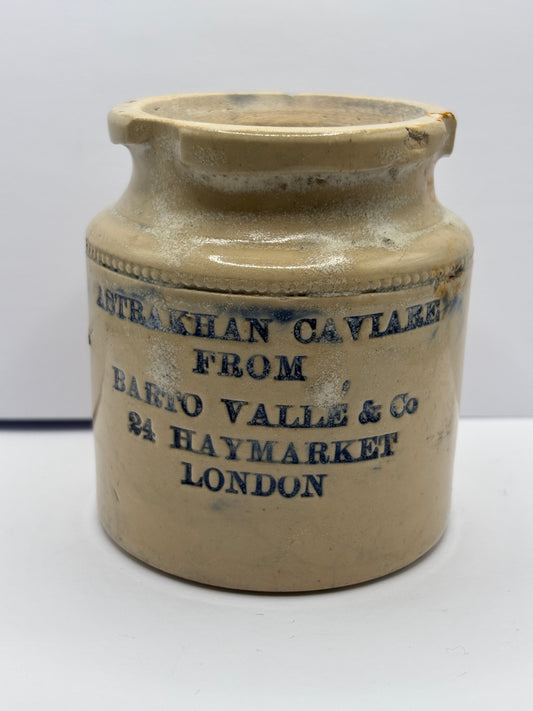 ASTRAKHAN CAVIARE
FROM
BARTO VALLE & Co
24 HAYMARKET
LONDON